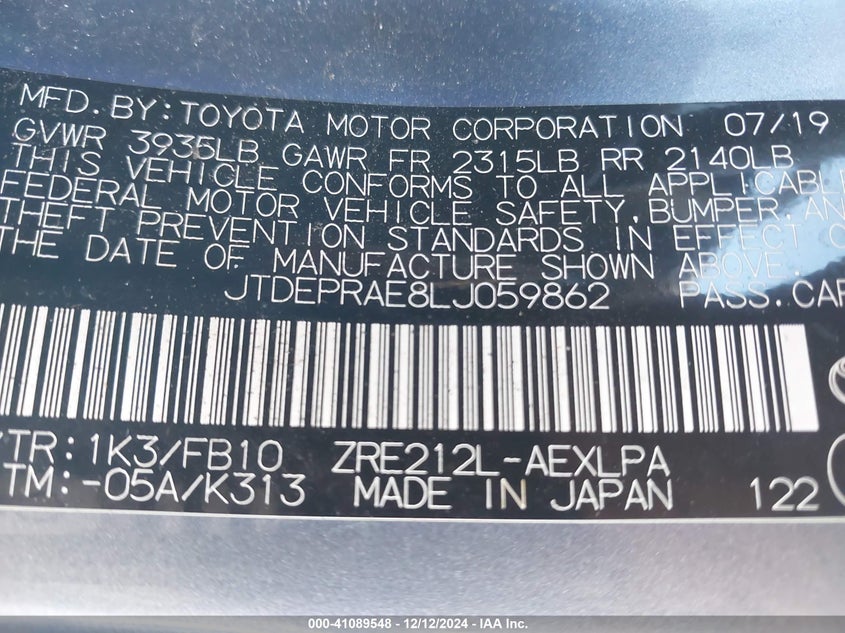 MFD. BY: TOYOTA MOTOR CORPORATION 07/19
GVWR 3935LB GAWR FR 2315LB RR 2140LB
THIS VEHICLE CONFORMS TO ALL APPLICABLE
FEDERAL MOTOR VEHICLE SAFETY, BUMPER, AN
THEFT PREVENTION STANDARDS IN EFFECT O
THE DATE OF MANUFACTURE SHOWN ABOVE.
JTDEPRAE8LJ059862 PASS. CAR
/TR: 1K3/FB10 ZRE212L-AEXLPA
TM: -05A/K313 MADE IN JAPAN 122
000-41089548 - 12/12/2024 - IAA Inc.